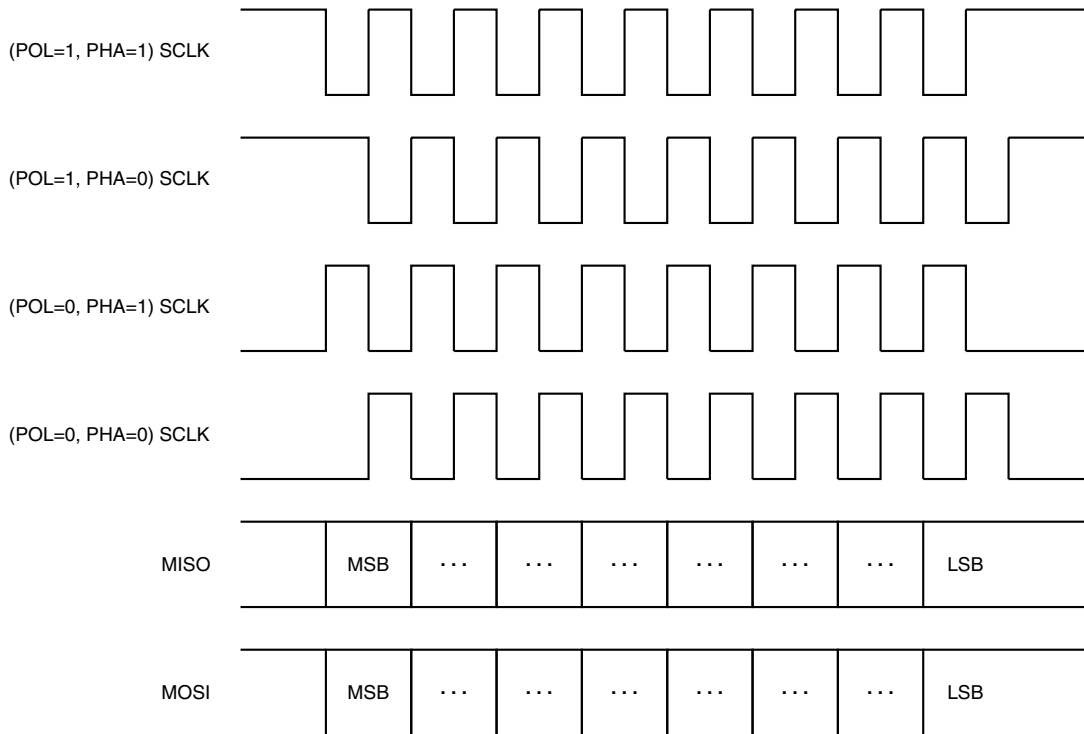 (POL=1, PHA=1) SCLK
(POL=1, PHA=0) SCLK
(POL=0, PHA=1) SCLK
(POL=0, PHA=0) SCLK
MISO MSB ... ... ... ... ... ... LSB
MOSI MSB ... ... ... ... ... ... LSB